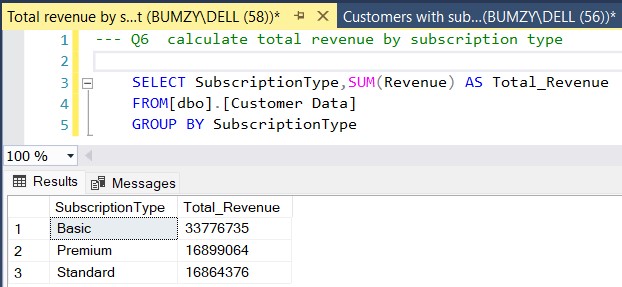 Total revenue by s...t (BUMZY\DELL (58))* Customers with sub...(BUMZY\DELL (56))*
1 --- Q6 calculate total revenue by subscription type
2
3 SELECT SubscriptionType,SUM(Revenue) AS Total_Revenue
4 FROM[dbo].[Customer Data]
5 GROUP BY SubscriptionType
100 %
Results Messages
SubscriptionType Total_Revenue
1 Basic 33776735
2 Premium 16899064
3 Standard 16864376